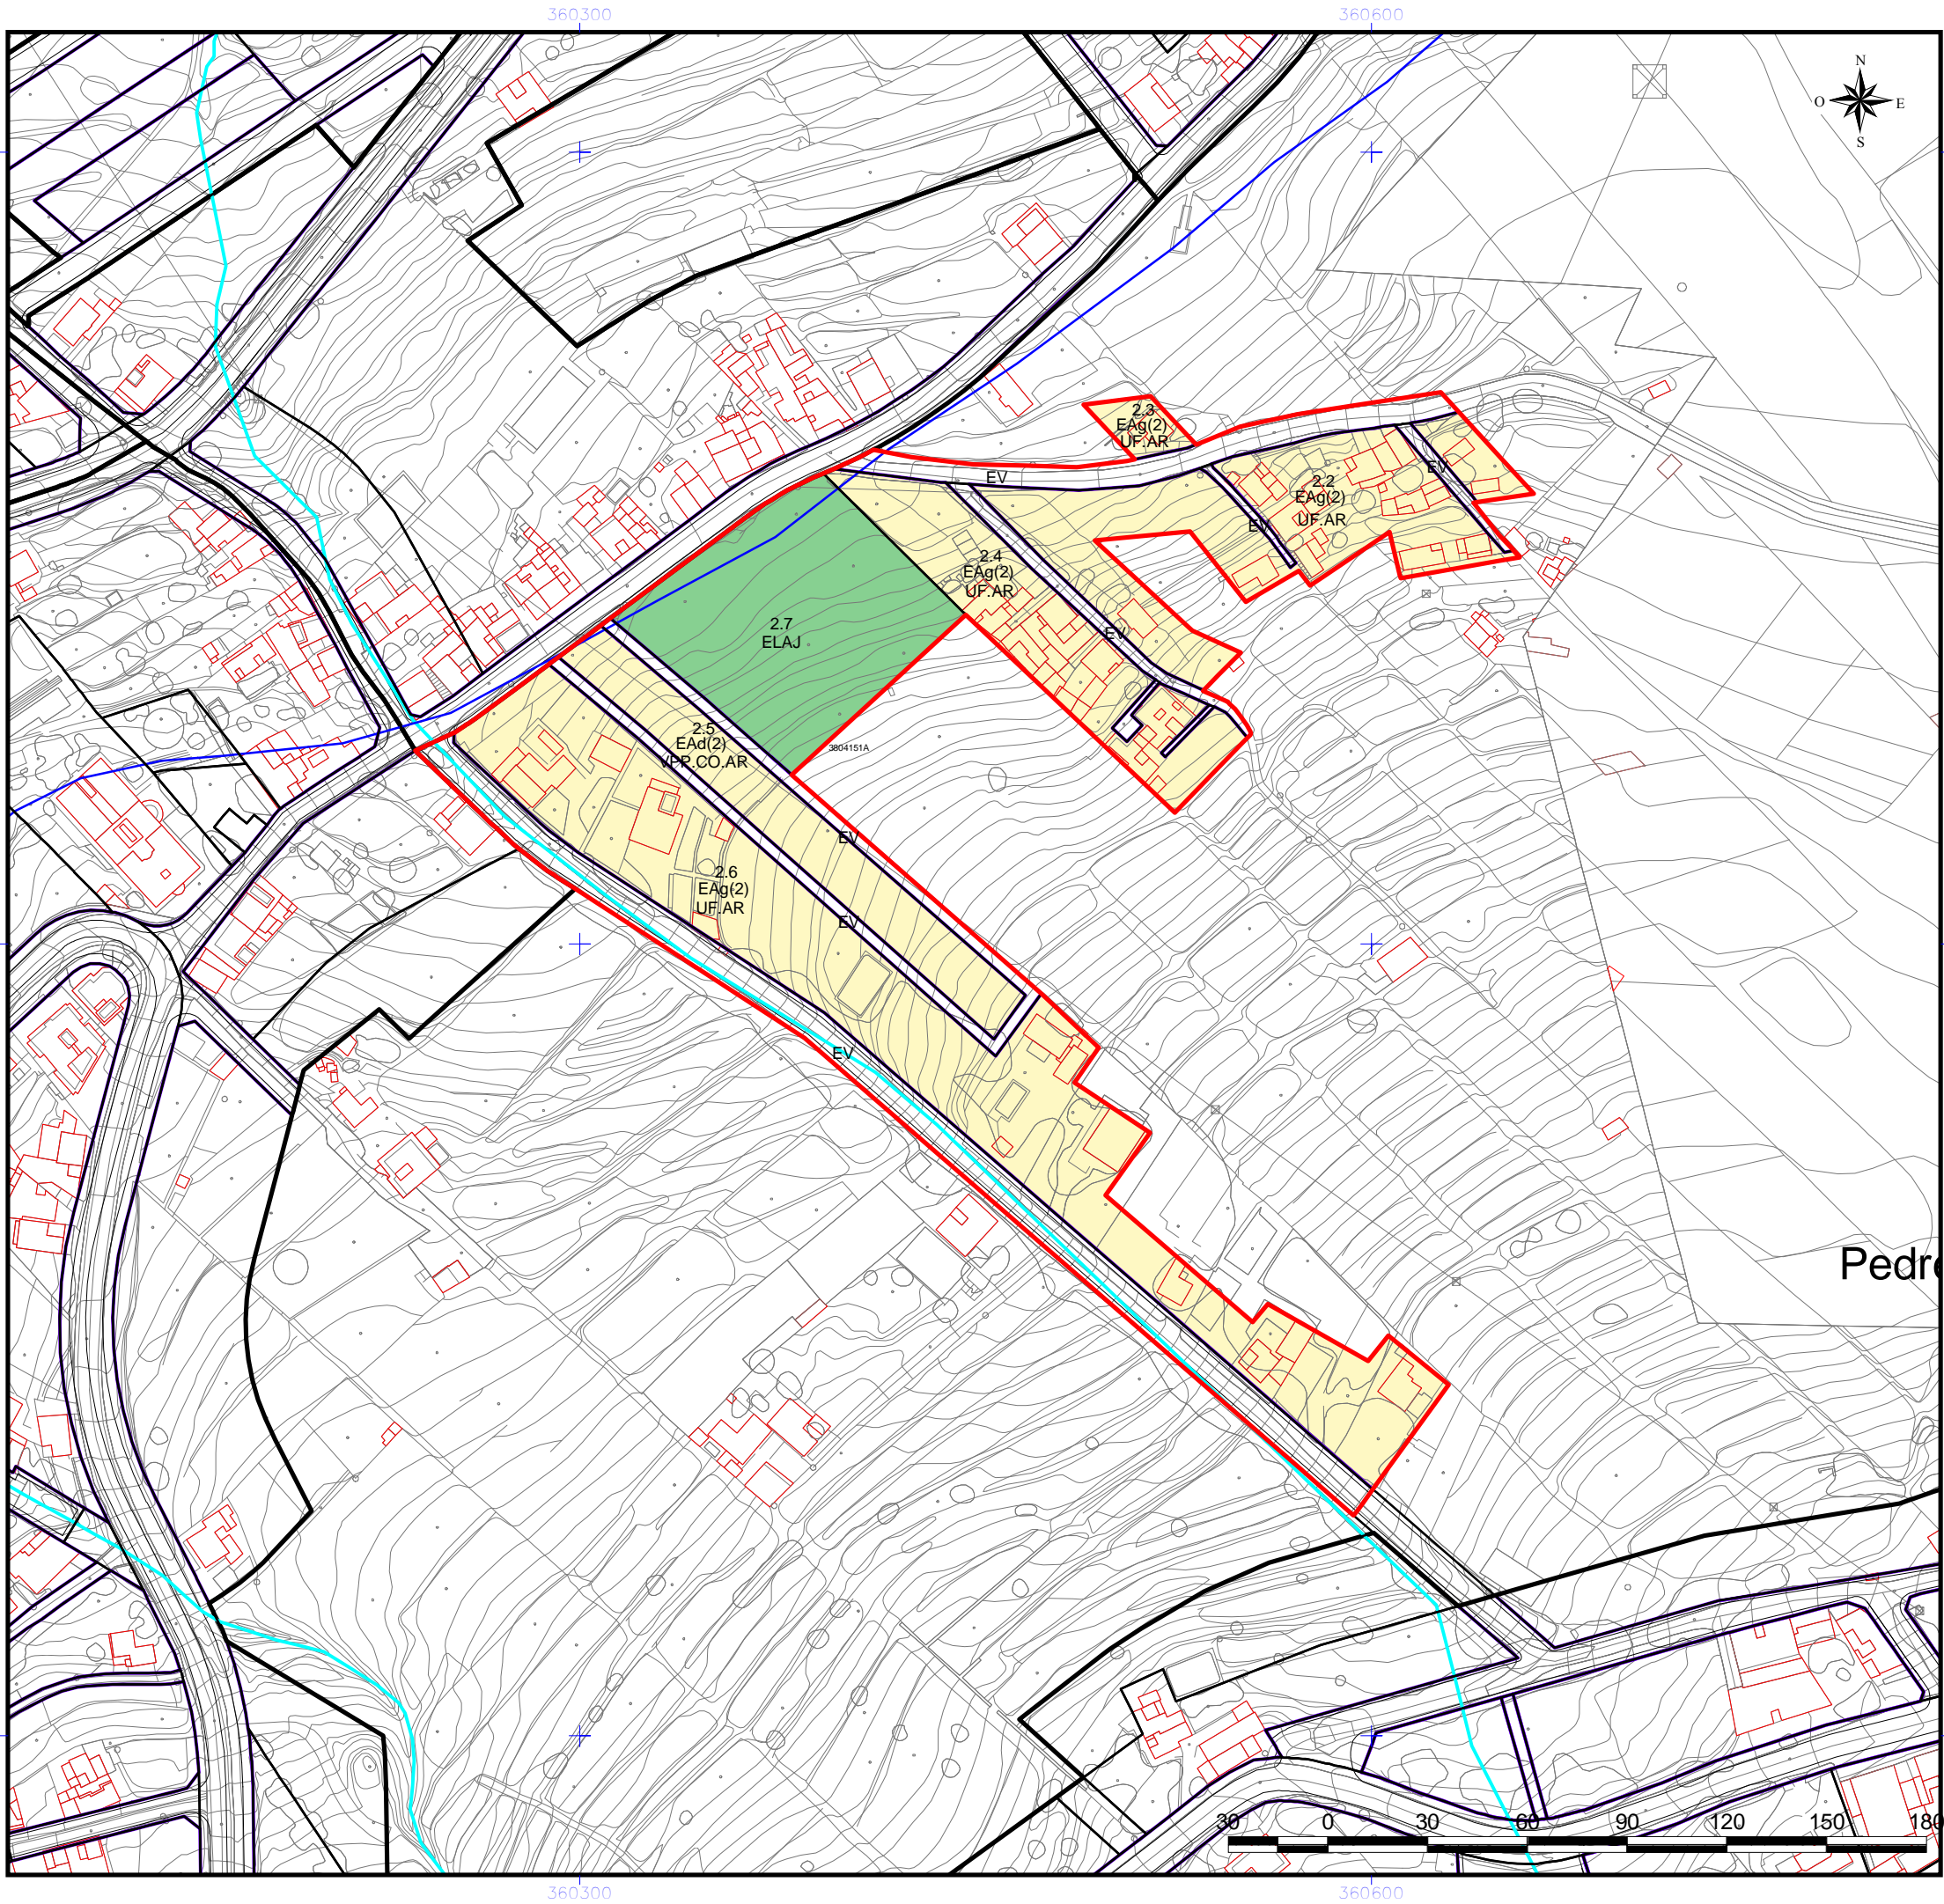 360300
360600
N
O
E
S
2.3
EAg(2)
UF.AR
EV
EV
2.2
EAg(2)
UF.AR
EV
2.4
EAg(2)
UF.AR
2.7
ELAJ
EV
2.5
EAd(2)
VPP.CO.AR
3804151A
EV
2.6
EAg(2)
UF.AR
EV
EV
Pedre
30
0
30
60
90
120
150
180
360300
360600